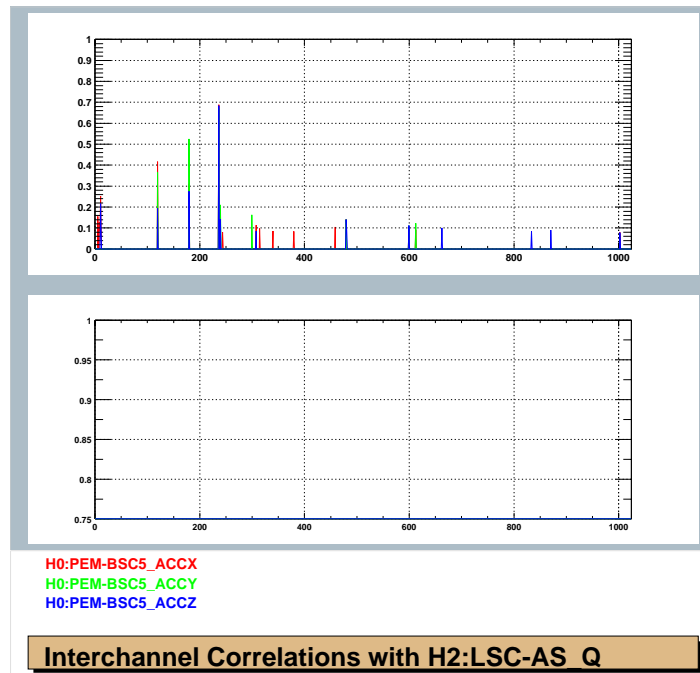 1
0.9
0.8
0.7
0.6
0.5
0.4
0.3
0.2
0.1
0
0 200 400 600 800 1000
1
0.95
0.9
0.85
0.8
0.75
0 200 400 600 800 1000
H0:PEM-BSC5_ACCX
H0:PEM-BSC5_ACCY
H0:PEM-BSC5_ACCZ
Interchannel Correlations with H2:LSC-AS_Q